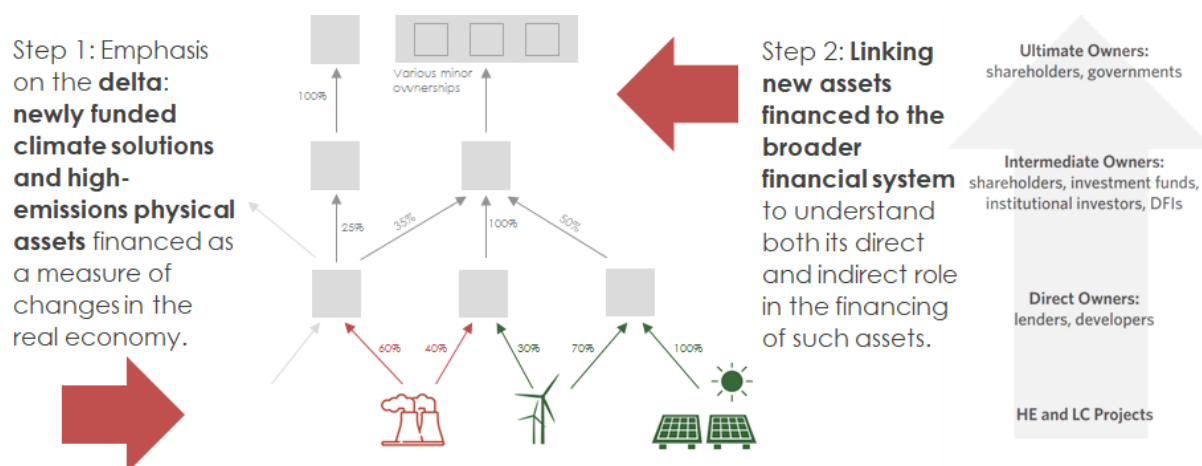 Step 1: Emphasis
on the delta:
newly funded
climate solutions
and high-
emissions physical
assets financed as
a measure of
changes in the
real economy.
Various minor
ownerships
100%
25%
35%
100%
50%
60%
40%
30%
70%
100%
Step 2: Linking
new assets
financed to the
broader
financial system
to understand
both its direct
and indirect role
in the financing
of such assets.
Ultimate Owners:
shareholders, governments
Intermediate Owners:
shareholders, investment funds,
institutional investors, DFIs
Direct Owners:
lenders, developers
HE and LC Projects